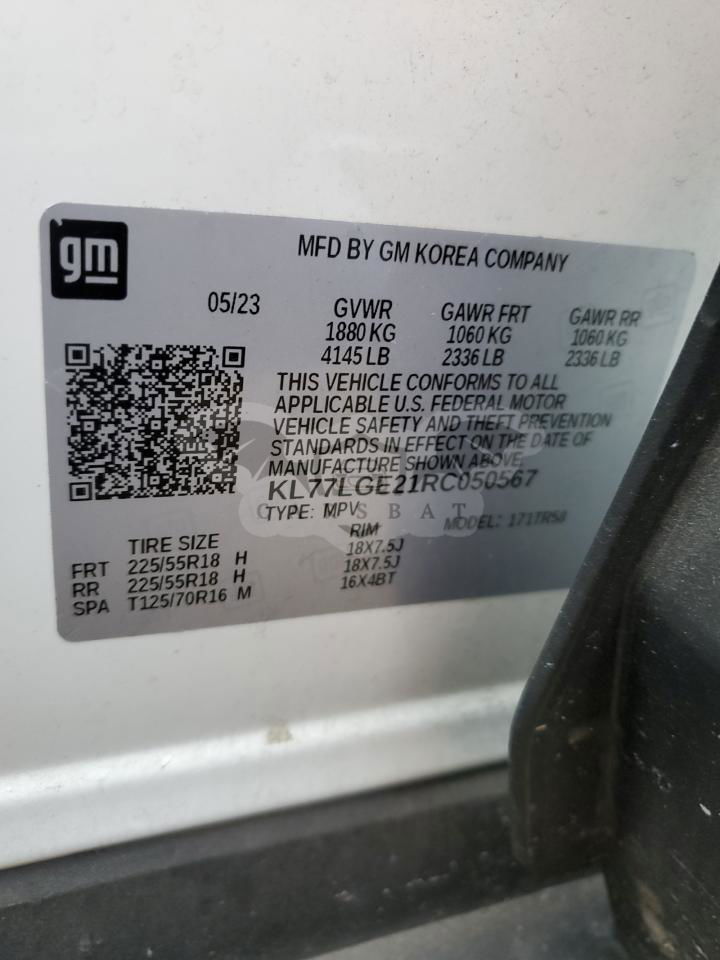 gm
MFD BY GM KOREA COMPANY
05/23 GVWR GAWR FRT GAWR RR
1880 KG 1060 KG 1060 KG
4145 LB 2336 LB 2336 LB
THIS VEHICLE CONFORMS TO ALL
APPLICABLE U.S. FEDERAL MOTOR
VEHICLE SAFETY AND THEFT PREVENTION
STANDARDS IN EFFECT ON THE DATE OF
MANUFACTURE SHOWN ABOVE.
KL77LGE21RC050567
TYPE: MPV MODEL: 1TR58
TIRE SIZE RIM
FRT 225/55R18 H 18X7.5J
RR 225/55R18 H 18X7.5J
SPA T125/70R16 M 16X4BT